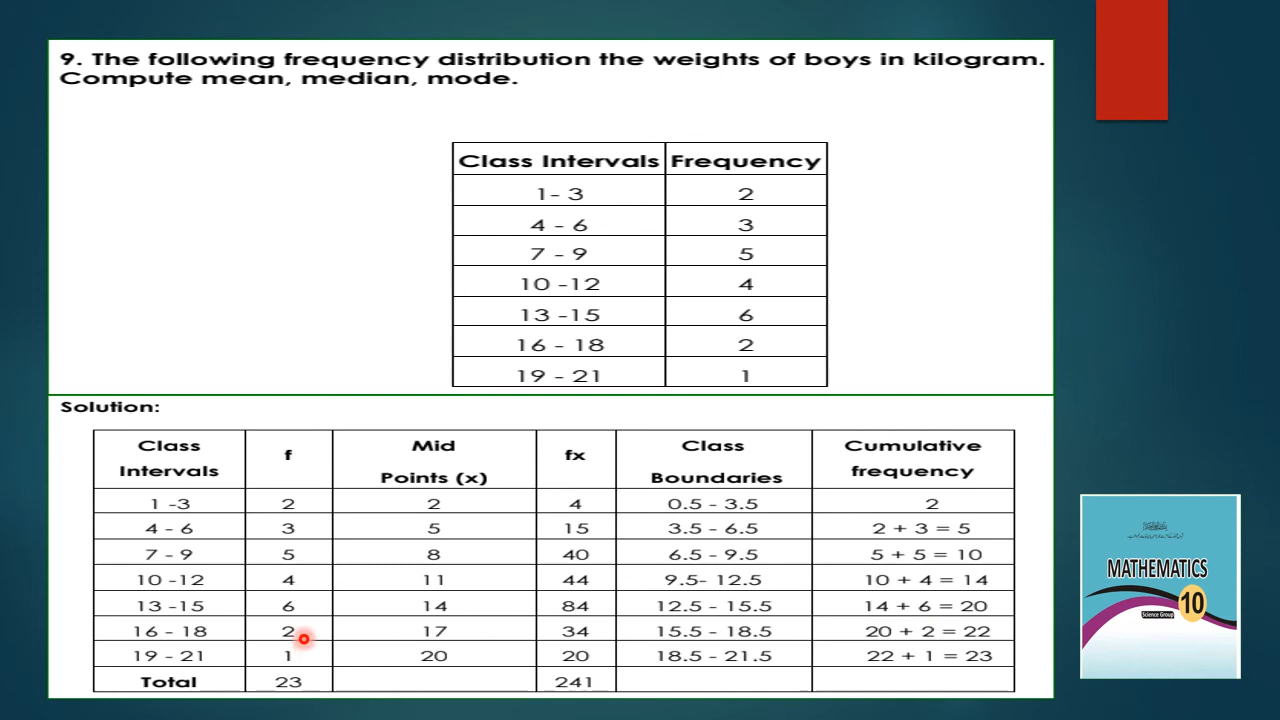 9. The following frequency distribution the weights of boys in kilogram.
Compute mean, median, mode.
Class Intervals Frequency
1- 3 2
4 - 6 3
7 - 9 5
10 -12 4
13 -15 6
16 - 18 2
19 - 21 1
Solution:
Class Intervals f Mid Points (x) fx Class Boundaries Cumulative frequency
1 -3 2 2 4 0.5 - 3.5 2
4 - 6 3 5 15 3.5 - 6.5 2 + 3 = 5
7 - 9 5 8 40 6.5 - 9.5 5 + 5 = 10
10 -12 4 11 44 9.5- 12.5 10 + 4 = 14
13 -15 6 14 84 12.5 - 15.5 14 + 6 = 20
16 - 18 2 17 34 15.5 - 18.5 20 + 2 = 22
19 - 21 1 20 20 18.5 - 21.5 22 + 1 = 23
Total 23 241
MATHEMATICS
10
Science Group